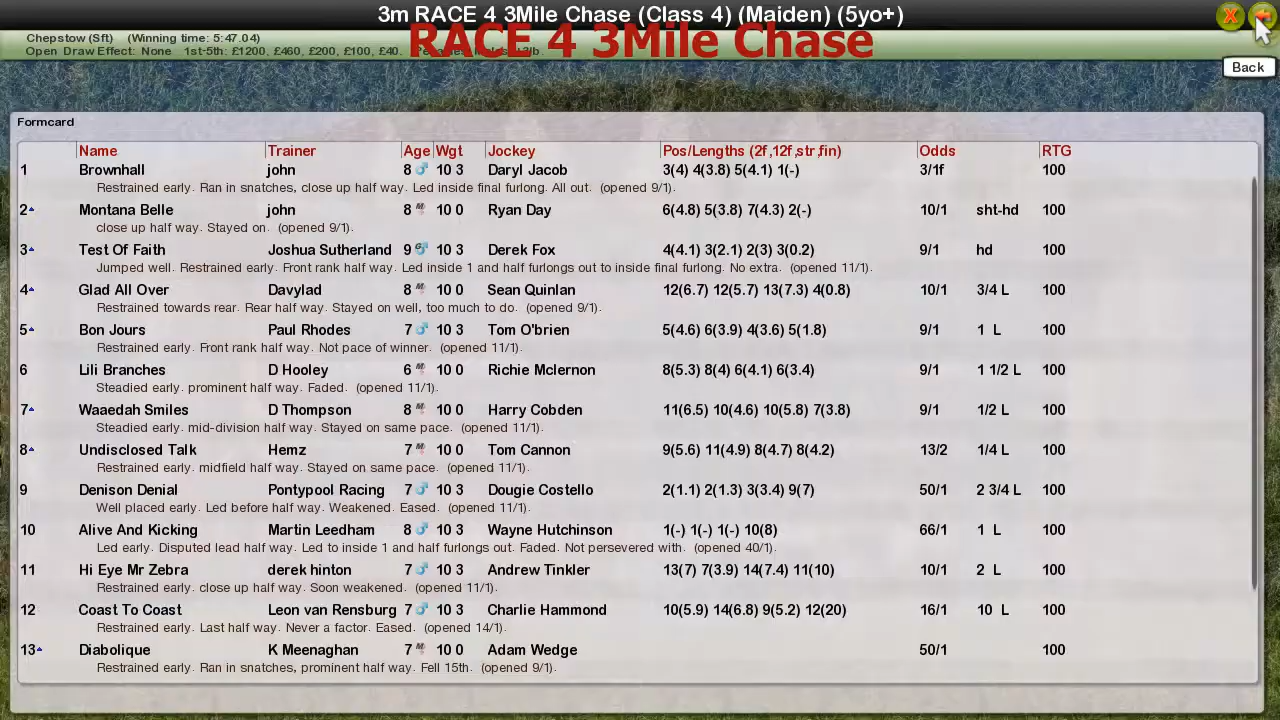 3m RACE 4 3Mile Chase (Class 4) (Maiden) (5yo+)
RACE 4 3Mile Chase
Chepstow (Sft) (Winning time: 5:47.04)
Open Draw Effect: None 1st-5th: £1200, £460, £200, £100, £40.
Back
Formcard
Name Trainer Age Wgt Jockey Pos/Lengths (2f,12f,str,fin) Odds RTG
1 Brownhall john 8 10 3 Daryl Jacob 3(4) 4(3.8) 5(4.1) 1(-) 3/1f 100
Restrained early. Ran in snatches, close up half way. Led inside final furlong. All out. (opened 9/1).
2 Montana Belle john 8 10 0 Ryan Day 6(4.8) 5(3.8) 7(4.3) 2(-) 10/1 sht-hd 100
close up half way. Stayed on. (opened 9/1).
3 Test Of Faith Joshua Sutherland 9 10 3 Derek Fox 4(4.1) 3(2.1) 2(3) 3(0.2) 9/1 hd 100
Jumped well. Restrained early. Front rank half way. Led inside 1 and half furlongs out to inside final furlong. No extra. (opened 11/1).
4 Glad All Over Davylad 8 10 0 Sean Quinlan 12(6.7) 12(5.7) 13(7.3) 4(0.8) 10/1 3/4 L 100
Restrained towards rear. Rear half way. Stayed on well, too much to do. (opened 9/1).
5 Bon Jours Paul Rhodes 7 10 3 Tom O'brien 5(4.6) 6(3.9) 4(3.6) 5(1.8) 9/1 1 L 100
Restrained early. Front rank half way. Not pace of winner. (opened 11/1).
6 Lili Branches D Hooley 6 10 0 Richie Mclernon 8(5.3) 8(4) 6(4.1) 6(3.4) 9/1 1 1/2 L 100
Steadied early. prominent half way. Faded. (opened 11/1).
7 Waaedah Smiles D Thompson 8 10 0 Harry Cobden 11(6.5) 10(4.6) 10(5.8) 7(3.8) 9/1 1/2 L 100
Steadied early. mid-division half way. Stayed on same pace. (opened 11/1).
8 Undisclosed Talk Hemz 7 10 0 Tom Cannon 9(5.6) 11(4.9) 8(4.7) 8(4.2) 13/2 1/4 L 100
Restrained early. midfield half way. Stayed on same pace. (opened 11/1).
9 Denison Denial Pontypool Racing 7 10 3 Dougie Costello 2(1.1) 2(1.3) 3(3.4) 9(7) 50/1 2 3/4 L 100
Well placed early. Led before half way. Weakened. Eased. (opened 11/1).
10 Alive And Kicking Martin Leedham 8 10 3 Wayne Hutchinson 1(-) 1(-) 1(-) 10(8) 66/1 1 L 100
Led early. Disputed lead half way. Led to inside 1 and half furlongs out. Faded. Not persevered with. (opened 40/1).
11 Hi Eye Mr Zebra derek hinton 7 10 3 Andrew Tinkler 13(7) 7(3.9) 14(7.4) 11(10) 10/1 2 L 100
Restrained early. close up half way. Soon weakened. (opened 11/1).
12 Coast To Coast Leon van Rensburg 7 10 3 Charlie Hammond 10(5.9) 14(6.8) 9(5.2) 12(20) 16/1 10 L 100
Restrained early. Last half way. Never a factor. Eased. (opened 14/1).
13 Diabolique K Meenaghan 7 10 0 Adam Wedge 50/1 100
Restrained early. Ran in snatches, prominent half way. Fell 15th. (opened 9/1).